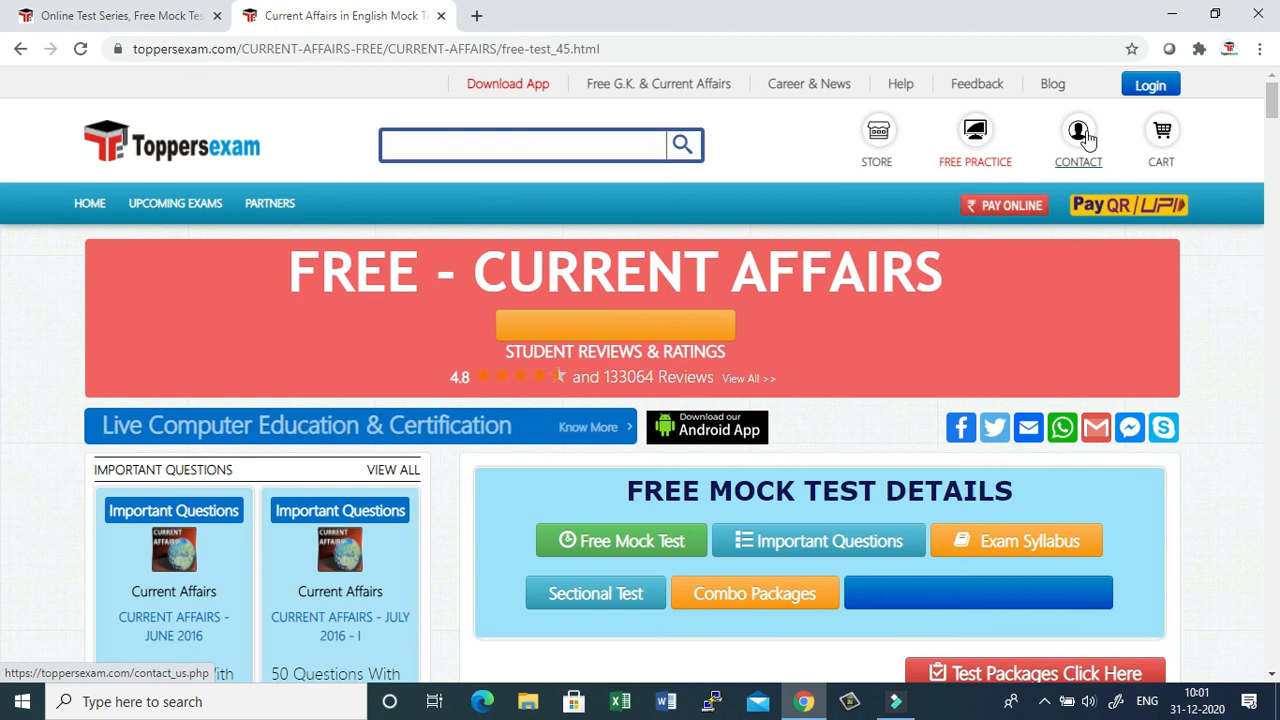 Online Test Series, Free Mock Tes
Current Affairs in English Mock T
toppersexam.com/CURRENT-AFFAIRS-FREE/CURRENT-AFFAIRS/free-test_45.html
Download App
Free G.K. & Current Affairs
Career & News
Help
Feedback
Blog
Login
Toppersexam
STORE
FREE PRACTICE
CONTACT
CART
HOME
UPCOMING EXAMS
PARTNERS
₹ PAY ONLINE
Pay QR/UPI
FREE - CURRENT AFFAIRS
STUDENT REVIEWS & RATINGS
4.8 and 133064 Reviews View All >>
Live Computer Education & Certification
Know More >
Download our
Android App
IMPORTANT QUESTIONS
VIEW ALL
FREE MOCK TEST DETAILS
Important Questions
Important Questions
Free Mock Test
Important Questions
Exam Syllabus
CURRENT
AFFAIRS
CURRENT
AFFAIRS
Current Affairs
Current Affairs
Sectional Test
Combo Packages
CURRENT AFFAIRS -
JUNE 2016
CURRENT AFFAIRS - JULY
2016 - I
With
50 Questions With
Test Packages Click Here
https://toppersexam.com/contact_us.php
Type here to search
ENG
10:01
31-12-2020